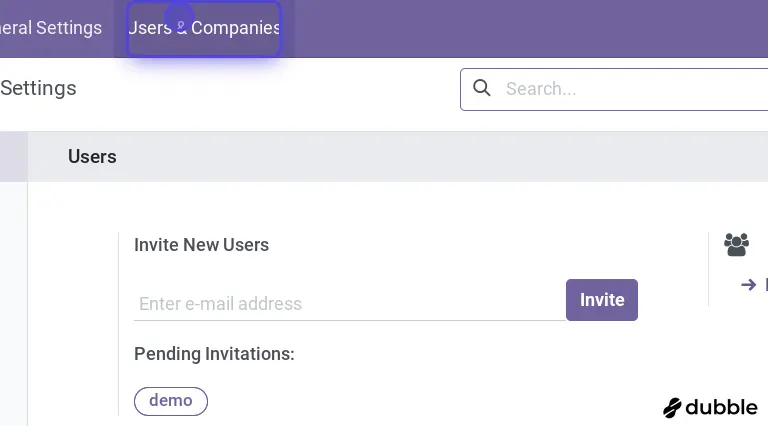 eral Settings Users & Companies
Settings
Search...
Users
Invite New Users
Enter e-mail address
Invite
Pending Invitations:
demo
dubble